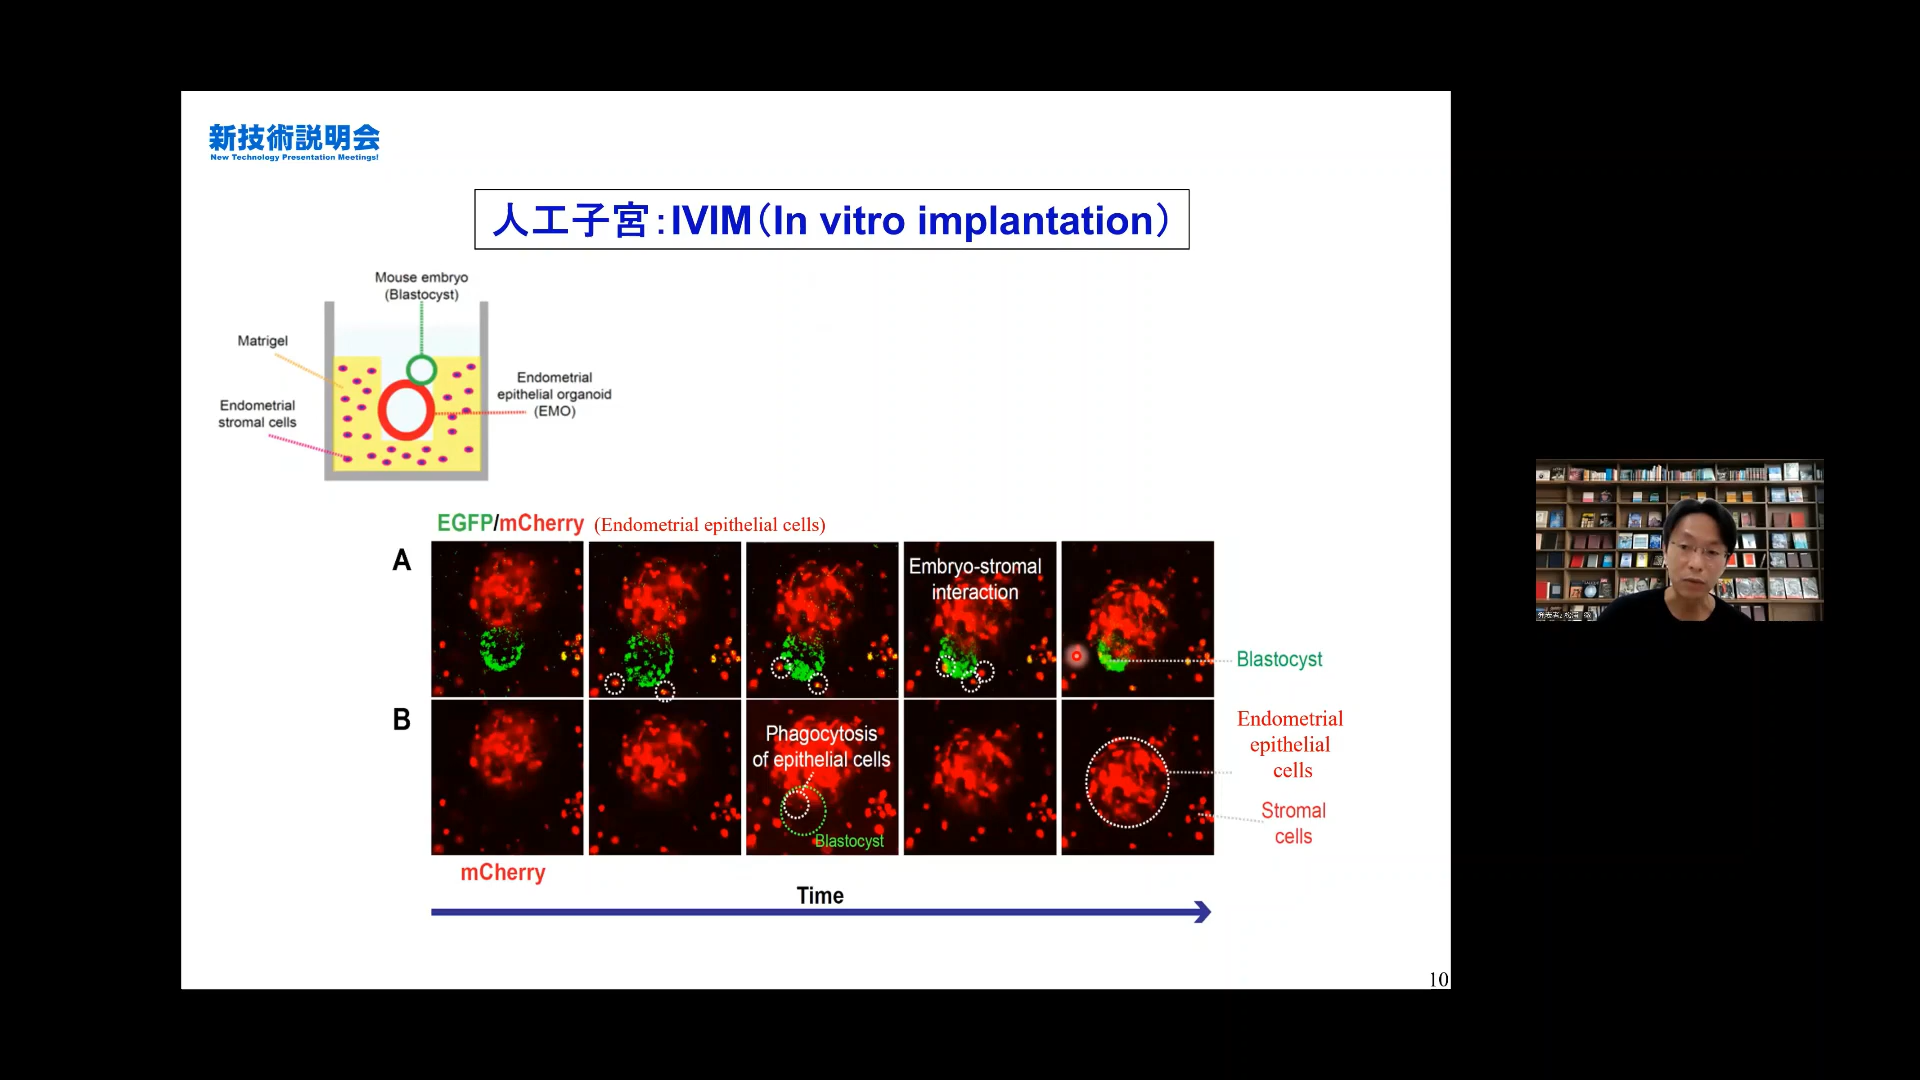 新技術説明会
New Technology Presentation Meetings!
人工子宮：IVIM（In vitro implantation）
Mouse embryo
(Blastocyst)
Matrigel
Endometrial
stromal cells
Endometrial
epithelial organoid
(EMO)
EGFP/mCherry (Endometrial epithelial cells)
A
Embryo-stromal
interaction
Blastocyst
B
Phagocytosis
of epithelial cells
Blastocyst
Endometrial
epithelial
cells
Stromal
cells
mCherry
Time
10